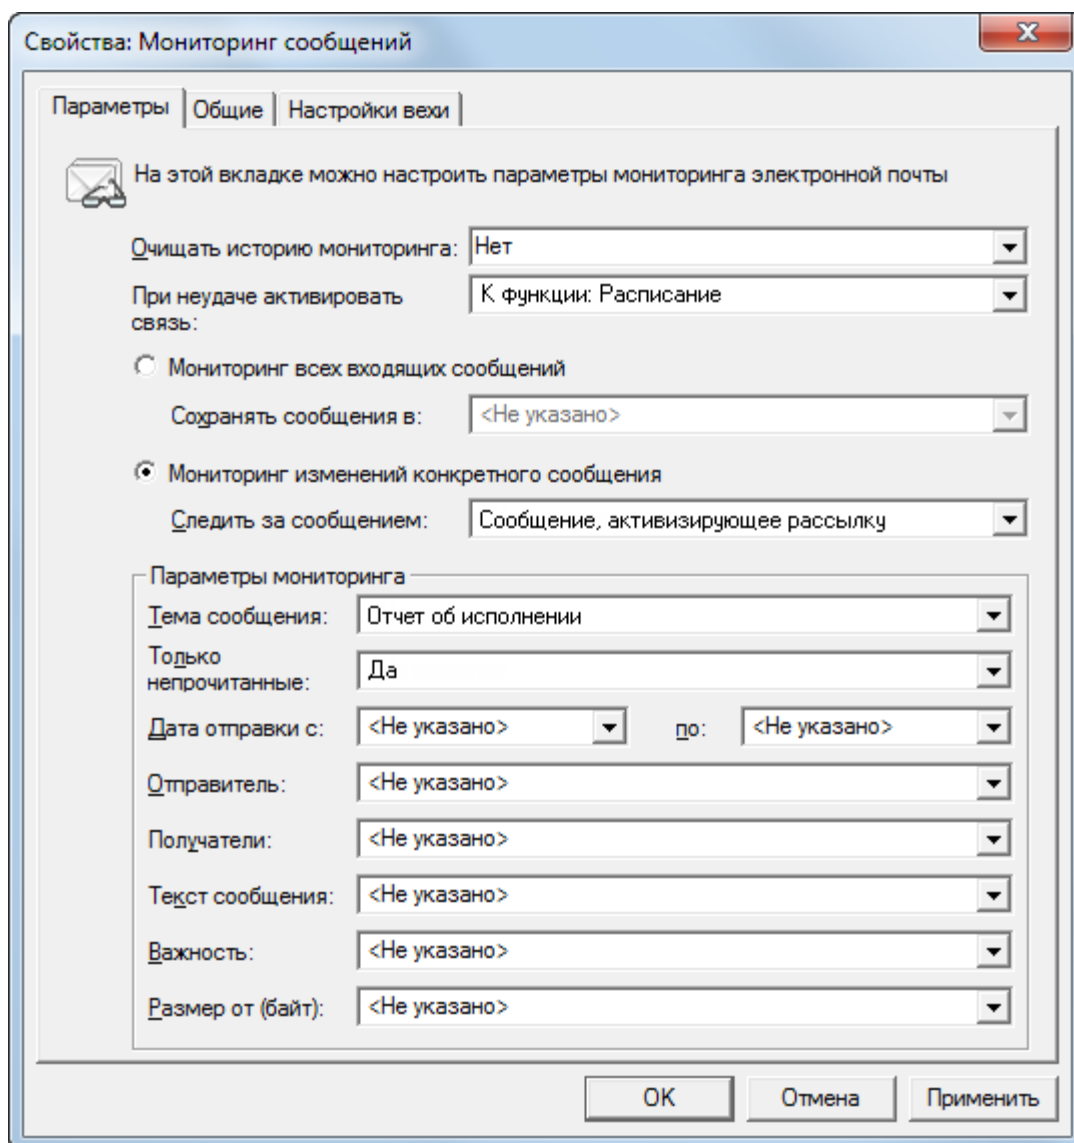 Свойства: Мониторинг сообщений
Параметры Общие Настройки вехи
На этой вкладке можно настроить параметры мониторинга электронной почты
Очищать историю мониторинга: Нет
При неудаче активировать связь: К функции: Расписание
Мониторинг всех входящих сообщений
Сохранять сообщения в: <Не указано>
Мониторинг изменений конкретного сообщения
Следить за сообщением: Сообщение, активизирующее рассылку
Параметры мониторинга
Тема сообщения: Отчет об исполнении
Только непрочитанные: Да
Дата отправки с: <Не указано> по: <Не указано>
Отправитель: <Не указано>
Получатели: <Не указано>
Текст сообщения: <Не указано>
Важность: <Не указано>
Размер от (байт): <Не указано>
OK Отмена Применить